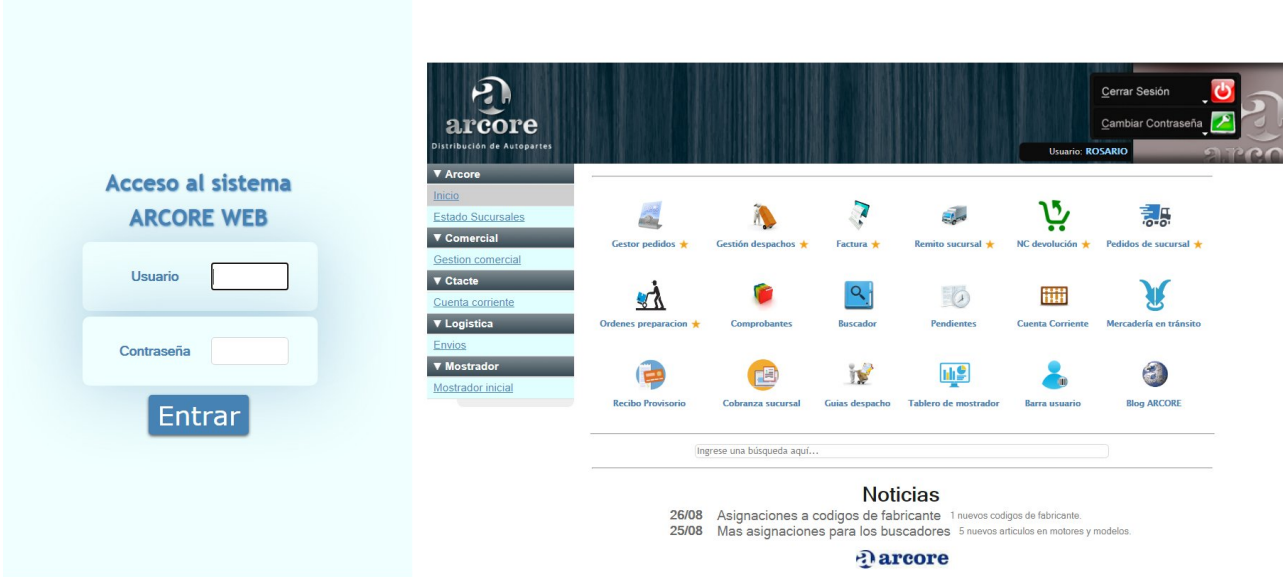 Acceso al sistema
ARCORE WEB
Usuario
Contraseña
Entrar
arcore
Distribución de Autopartes
Cerrar Sesión
Cambiar Contraseña
Usuario: ROSARIO
arco
▼ Arcore
Inicio
Estado Sucursales
▼ Comercial
Gestion comercial
▼ Ctacte
Cuenta corriente
▼ Logistica
Envios
▼ Mostrador
Mostrador inicial
Gestor pedidos ★ Gestión despachos ★ Factura ★ Remito sucursal ★ NC devolución ★ Pedidos de sucursal ★
Ordenes preparacion ★ Comprobantes Buscador Pendientes Cuenta Corriente Mercadería en tránsito
Recibo Provisorio Cobranza sucursal Guias despacho Tablero de mostrador Barra usuario Blog ARCORE
Ingrese una búsqueda aquí...
Noticias
26/08 Asignaciones a codigos de fabricante 1 nuevos codigos de fabricante.
25/08 Mas asignaciones para los buscadores 5 nuevos articulos en motores y modelos.
arcore